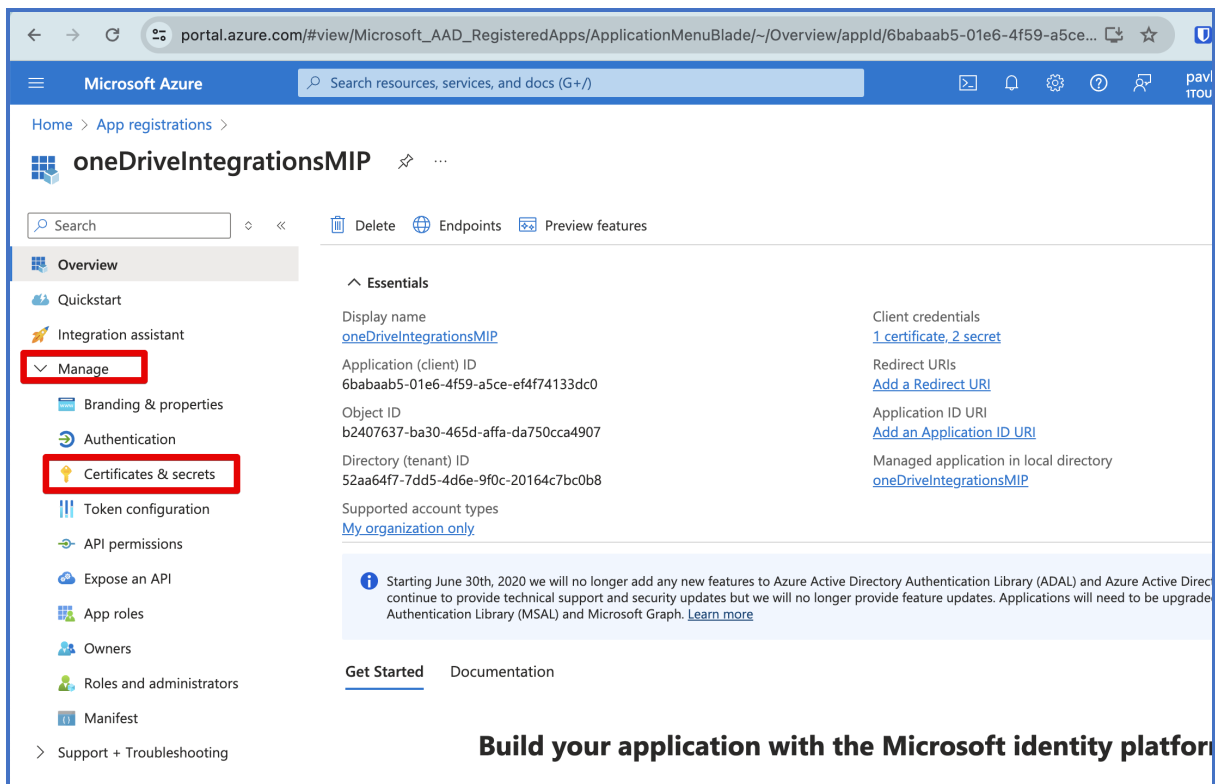 portal.azure.com/#view/Microsoft_AAD_RegisteredApps/ApplicationMenuBlade/~/Overview/appId/6babaab5-01e6-4f59-a5ce...
Microsoft Azure
Search resources, services, and docs (G+/)
pavl
1TOU
Home > App registrations >
oneDriveIntegrationsMIP
...
Search
Delete
Endpoints
Preview features
Overview
Quickstart
Integration assistant
Manage
Branding & properties
Authentication
Certificates & secrets
Token configuration
API permissions
Expose an API
App roles
Owners
Roles and administrators
Manifest
Support + Troubleshooting
Essentials
Display name
oneDriveIntegrationsMIP
Application (client) ID
6babaab5-01e6-4f59-a5ce-ef4f74133dc0
Object ID
b2407637-ba30-465d-affa-da750cca4907
Directory (tenant) ID
52aa64f7-7dd5-4d6e-9f0c-20164c7bc0b8
Supported account types
My organization only
Client credentials
1 certificate, 2 secret
Redirect URIs
Add a Redirect URI
Application ID URI
Add an Application ID URI
Managed application in local directory
oneDriveIntegrationsMIP
Starting June 30th, 2020 we will no longer add any new features to Azure Active Directory Authentication Library (ADAL) and Azure Active Direc
continue to provide technical support and security updates but we will no longer provide feature updates. Applications will need to be upgrade
Authentication Library (MSAL) and Microsoft Graph. Learn more
Get Started
Documentation
Build your application with the Microsoft identity platfor